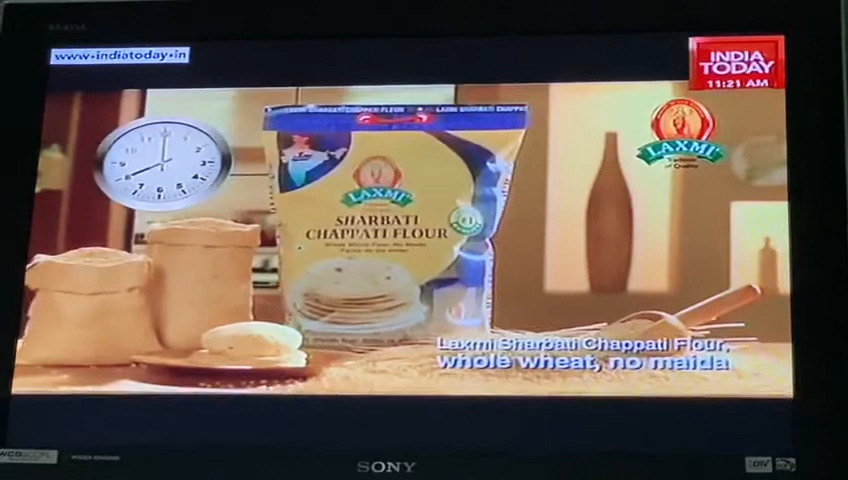 www.indiatoday.in
INDIA
TODAY
11:21 AM
LAXMI
LAXMI
SHARBATI
CHAPPATI FLOUR
Laxmi Sharbati Chappati Flour,
whole wheat, no maida
SONY